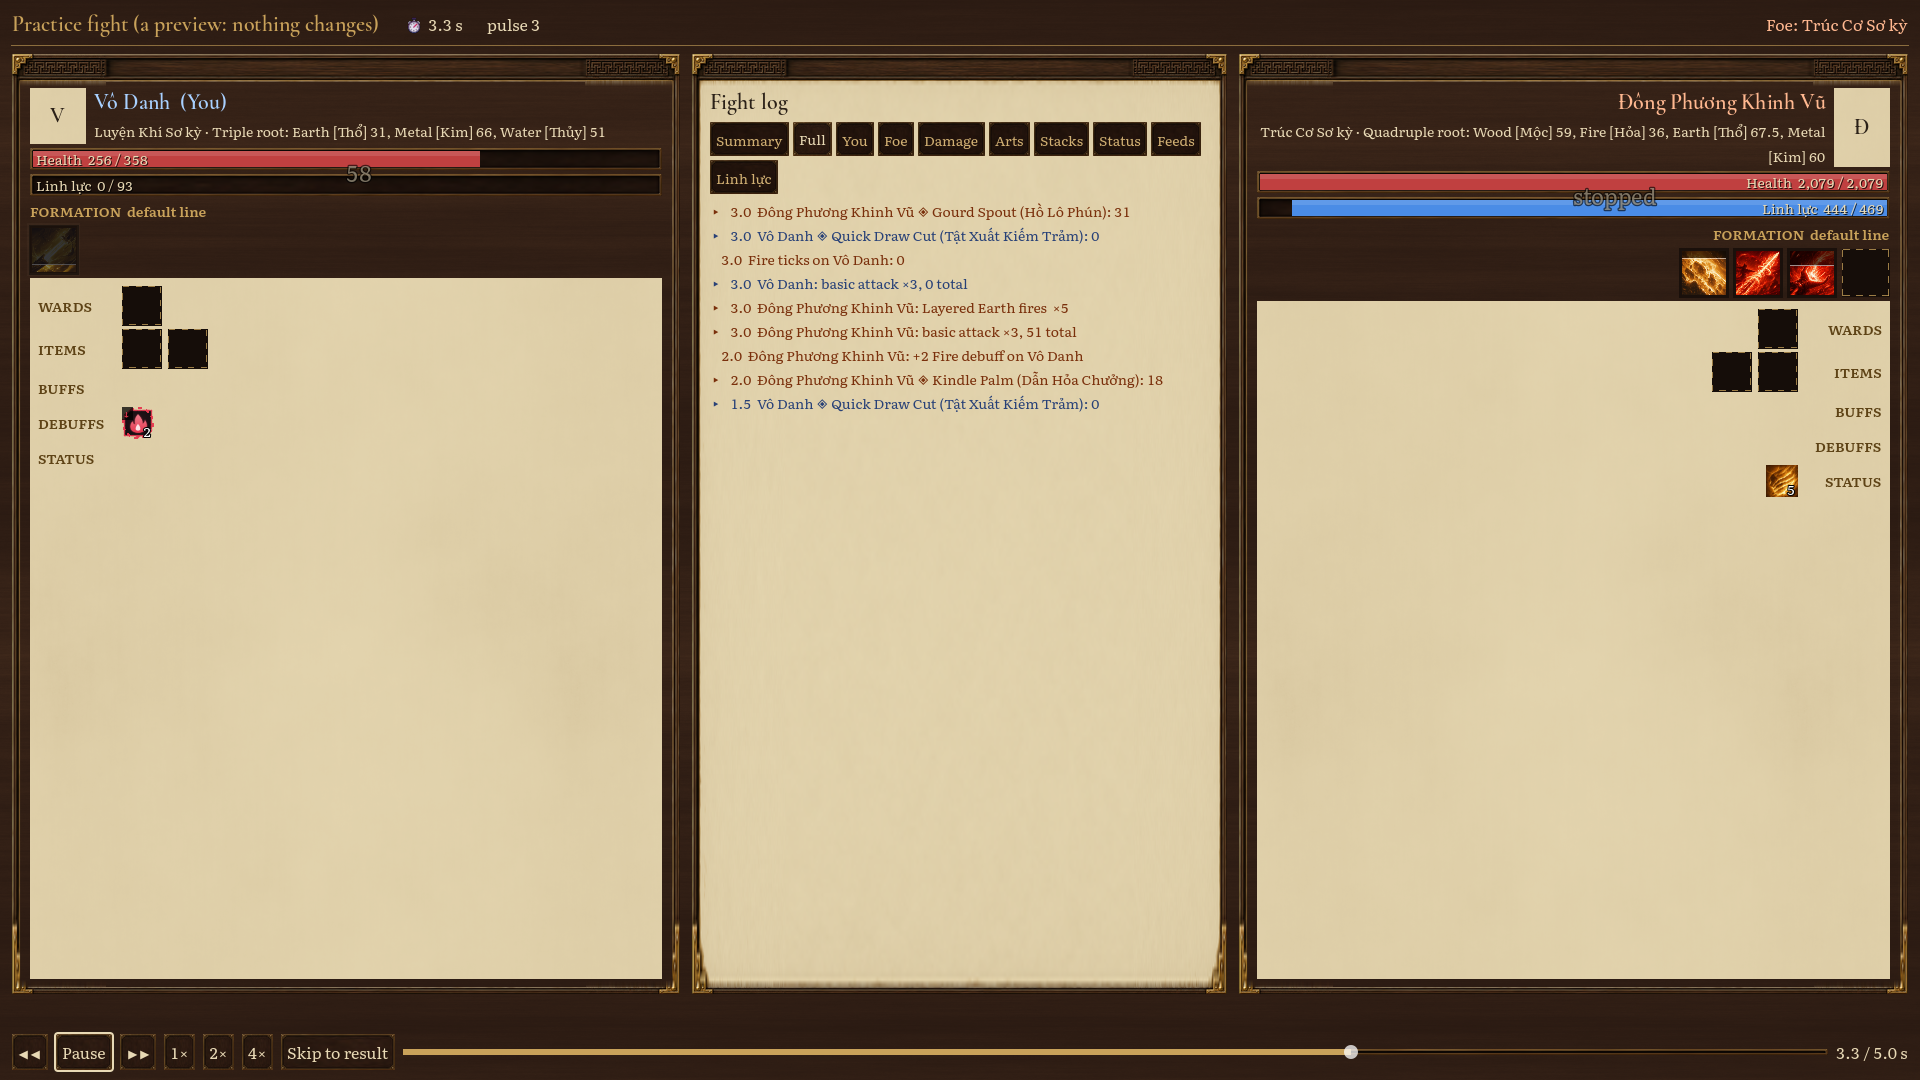 Practice fight (a preview: nothing changes)
3.3 s
pulse 3
Foe: Trúc Cơ Sơ kỳ
V
Vô Danh (You)
Luyện Khí Sơ kỳ · Triple root: Earth [Thổ] 31, Metal [Kim] 66, Water [Thủy] 51
Health 256 / 358
58
Linh lực 0 / 93
FORMATION default line
WARDS
ITEMS
BUFFS
DEBUFFS
2
STATUS
Fight log
Summary
Full
You
Foe
Damage
Arts
Stacks
Status
Feeds
Linh lực
‣ 3.0 Đông Phương Khinh Vũ ◈ Gourd Spout (Hồ Lô Phún): 31
‣ 3.0 Vô Danh ◈ Quick Draw Cut (Tật Xuất Kiếm Trảm): 0
3.0 Fire ticks on Vô Danh: 0
‣ 3.0 Vô Danh: basic attack ×3, 0 total
‣ 3.0 Đông Phương Khinh Vũ: Layered Earth fires ×5
‣ 3.0 Đông Phương Khinh Vũ: basic attack ×3, 51 total
2.0 Đông Phương Khinh Vũ: +2 Fire debuff on Vô Danh
‣ 2.0 Đông Phương Khinh Vũ ◈ Kindle Palm (Dẫn Hỏa Chưởng): 18
‣ 1.5 Vô Danh ◈ Quick Draw Cut (Tật Xuất Kiếm Trảm): 0
Đông Phương Khinh Vũ
Đ
Trúc Cơ Sơ kỳ · Quadruple root: Wood [Mộc] 59, Fire [Hỏa] 36, Earth [Thổ] 67.5, Metal
[Kim] 60
Health 2,079 / 2,079
stopped
Linh lực 444 / 469
FORMATION default line
WARDS
ITEMS
BUFFS
DEBUFFS
5
STATUS
◂◂
Pause
▸▸
1×
2×
4×
Skip to result
3.3 / 5.0 s